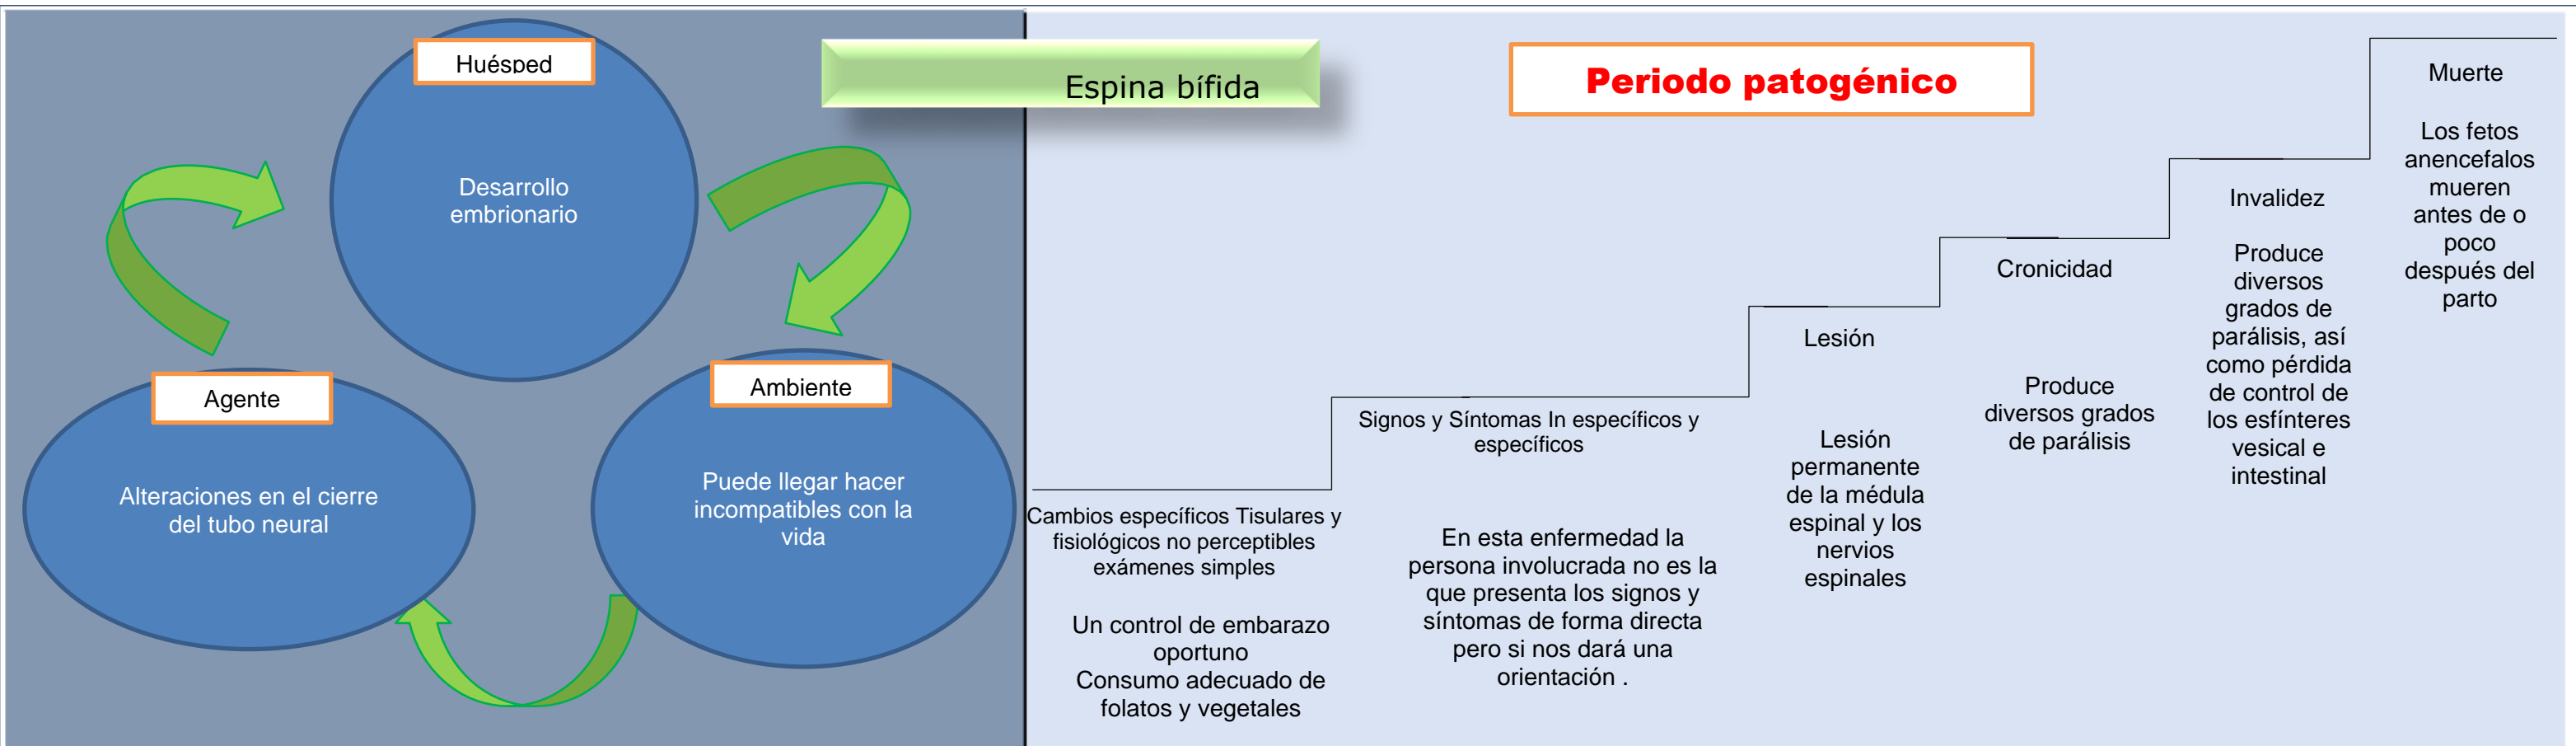 Huésped
Desarrollo
embrionario
Agente
Alteraciones en el cierre
del tubo neural
Ambiente
Puede llegar hacer
incompatibles con la
vida
Espina bífida
Periodo patogénico
Cambios específicos Tisulares y
fisiológicos no perceptibles
exámenes simples
Un control de embarazo
oportuno
Consumo adecuado de
folatos y vegetales
Signos y Síntomas In específicos y
específicos
En esta enfermedad la
persona involucrada no es la
que presenta los signos y
síntomas de forma directa
pero si nos dará una
orientación .
Lesión
Lesión
permanente
de la médula
espinal y los
nervios
espinales
Cronicidad
Produce
diversos grados
de parálisis
Invalidez
Produce
diversos
grados de
parálisis, así
como pérdida
de control de
los esfínteres
vesical e
intestinal
Muerte
Los fetos
anencefalos
mueren
antes de o
poco
después del
parto